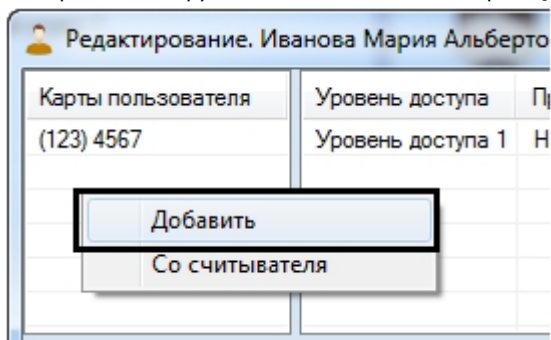 Редактирование. Иванова Мария Альберто
Карты пользователя Уровень доступа
(123) 4567 Уровень доступа 1 Н
Добавить
Со считывателя